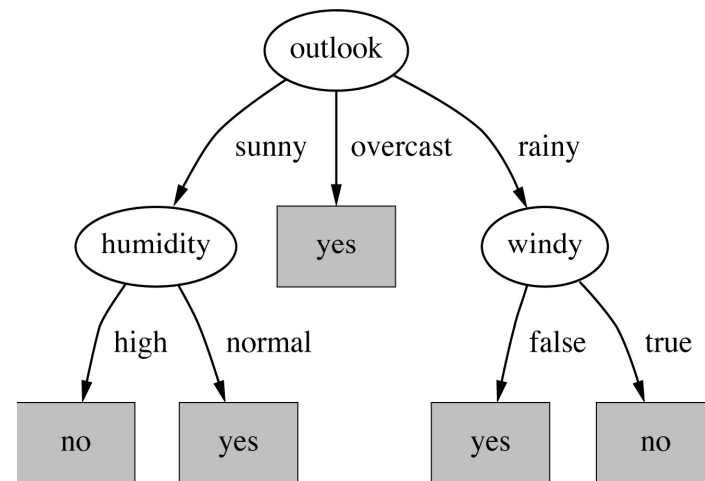 outlook
sunny overcast rainy
humidity yes windy
high normal false true
no yes yes no